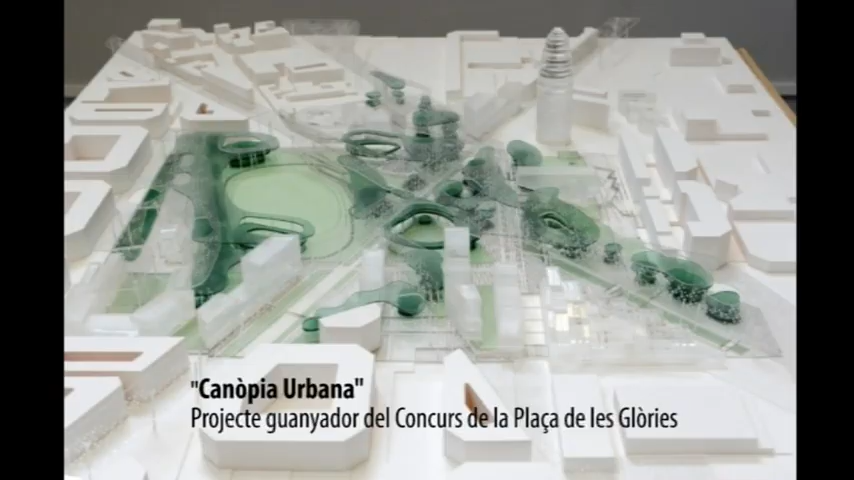 "Canòpia Urbana"
Projecte guanyador del Concurs de la Plaça de les Glòries